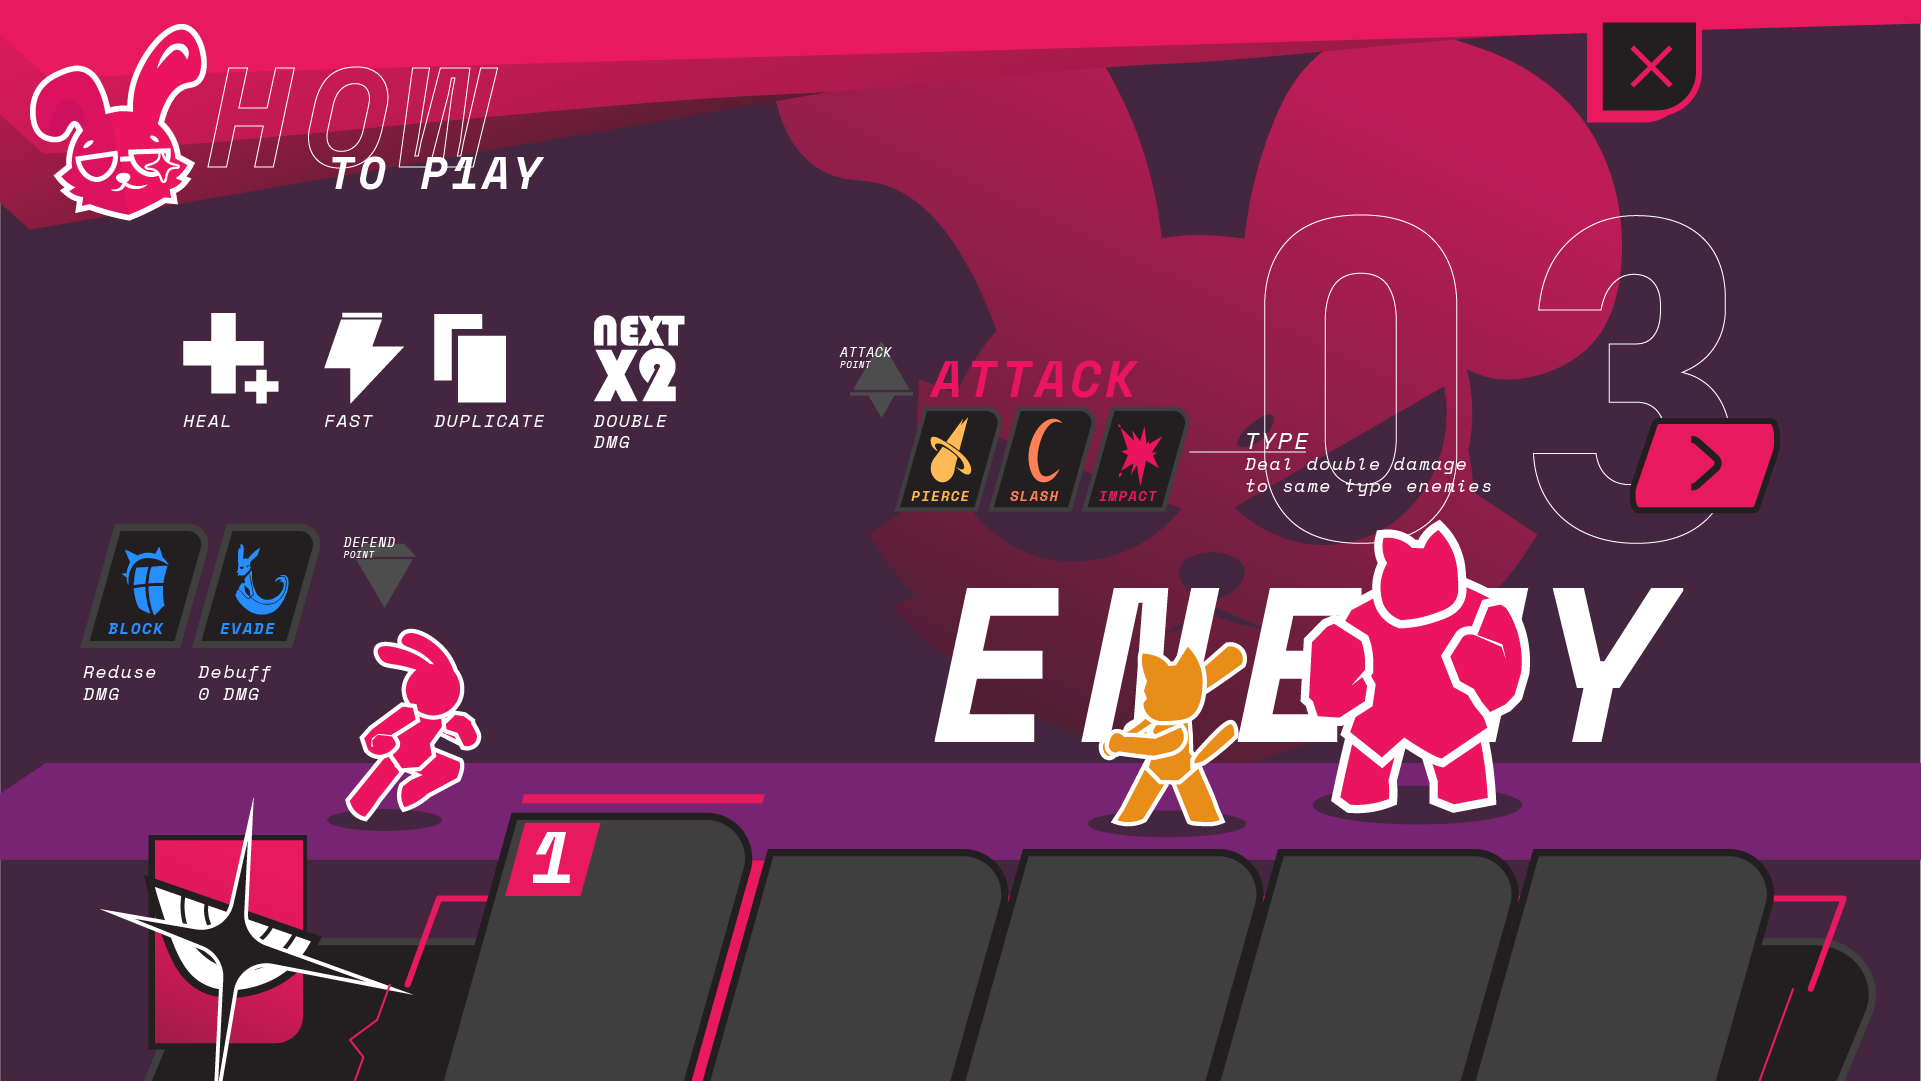 HOW
TO P1AY
03
HEAL
FAST
DUPLICATE
NEXT
X2
DOUBLE
DMG
ATTACK
POINT
ATTACK
PIERCE
SLASH
IMPACT
TYPE
Deal double damage
to same type enemies
BLOCK
EVADE
DEFEND
POINT
Reduse
DMG
Debuff
0 DMG
ENEMY
1